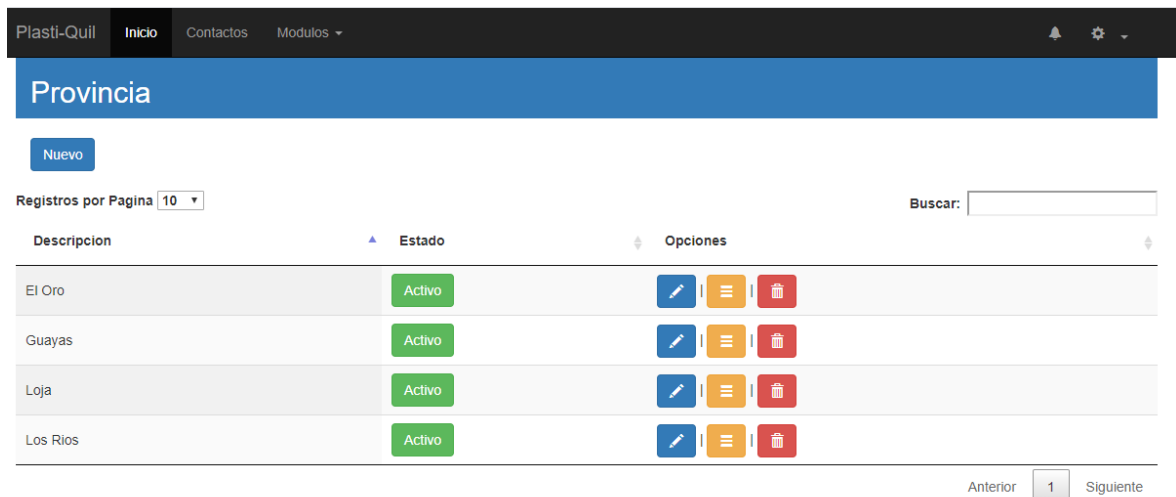 Plasti-Quil Inicio Contactos Modulos
Provincia
Nuevo
Registros por Pagina 10 Buscar:
Descripcion Estado Opciones
El Oro Activo | |
Guayas Activo | |
Loja Activo | |
Los Rios Activo | |
Anterior 1 Siguiente